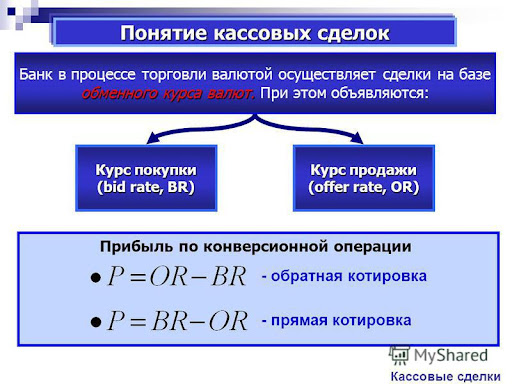 Понятие кассовых сделок
Банк в процессе торговли валютой осуществляет сделки на базе
обменного курса валют. При этом объявляются:
Курс покупки
(bid rate, BR)
Курс продажи
(offer rate, OR)
Прибыль по конверсионной операции
• P = OR − BR - обратная котировка
• P = BR − OR - прямая котировка
MyShared
Кассовые сделки